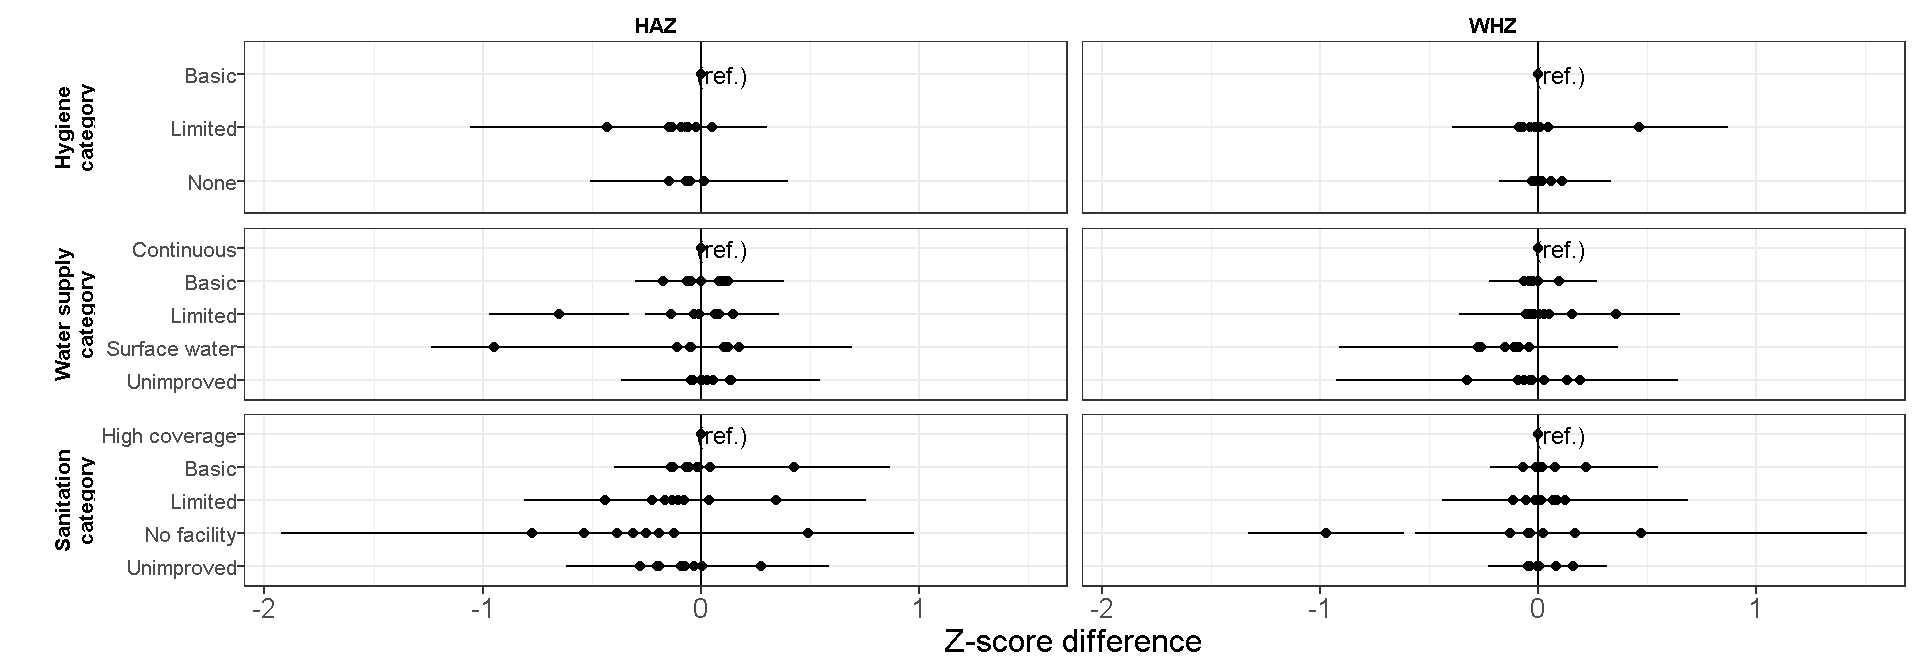 HAZ WHZ
Hygiene
category
Basic (ref.) (ref.)
Limited
None
Water supply
category
Continuous (ref.) (ref.)
Basic
Limited
Surface water
Unimproved
Sanitation
category
High coverage (ref.) (ref.)
Basic
Limited
No facility
Unimproved
-2 -1 0 1 -2 -1 0 1
Z-score difference